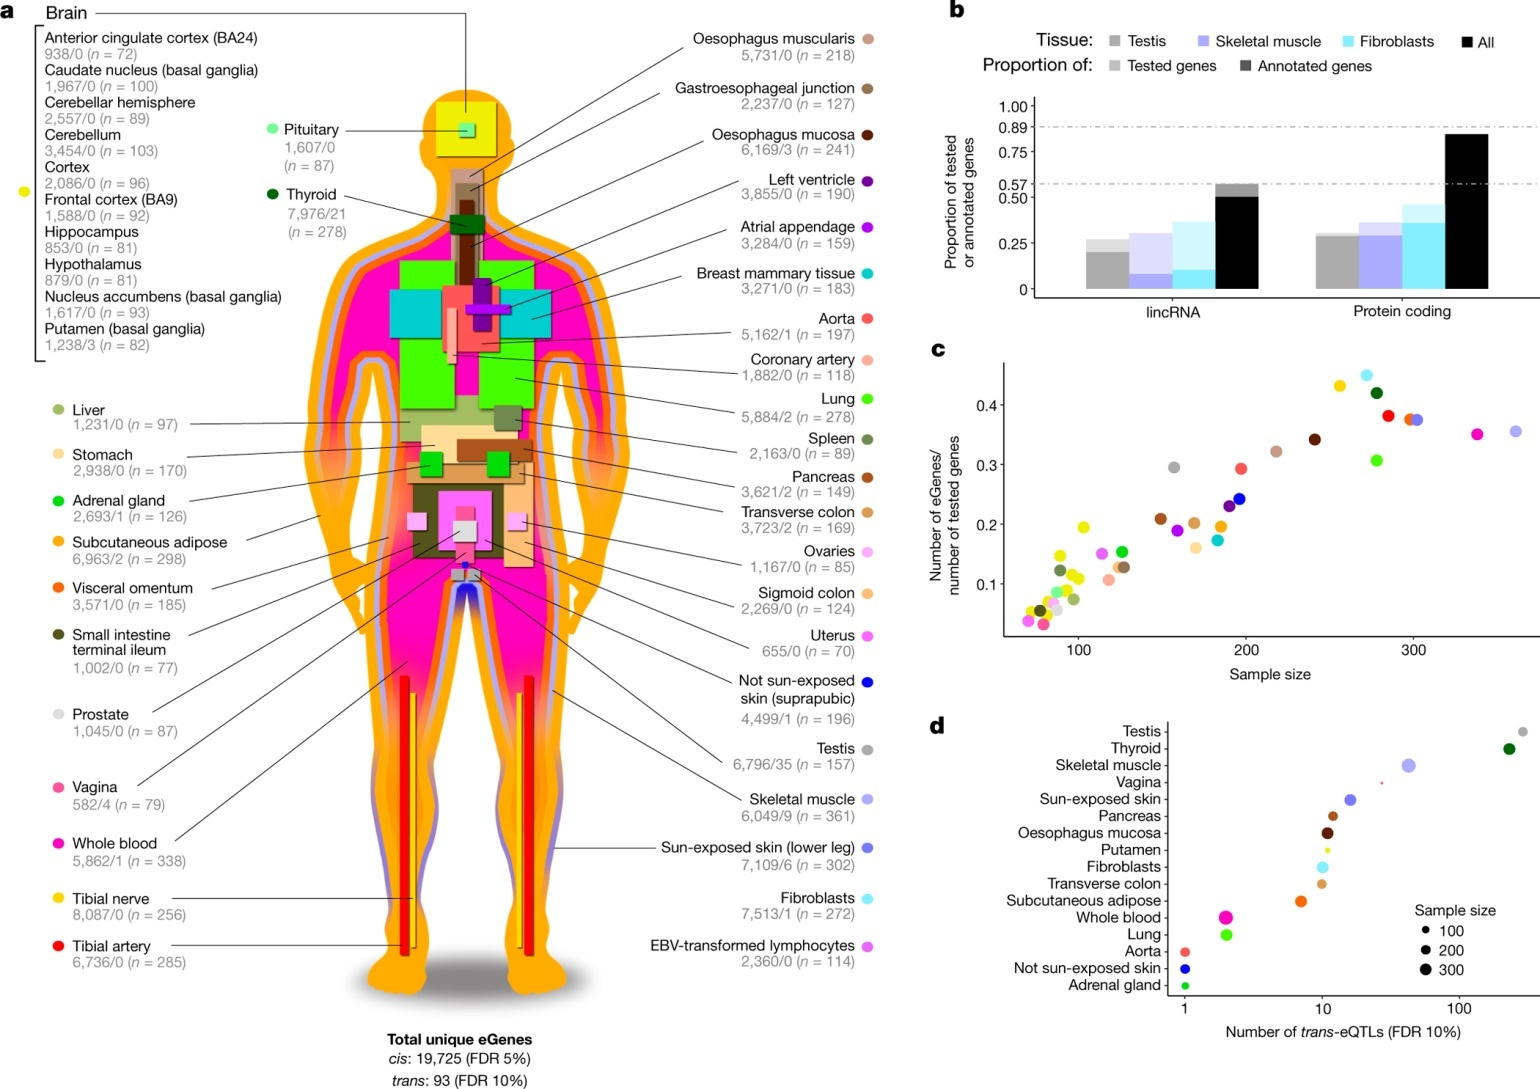 a
Brain
Anterior cingulate cortex (BA24)
938/0 (n = 72)
Caudate nucleus (basal ganglia)
1,967/0 (n = 100)
Cerebellar hemisphere
2,557/0 (n = 89)
Cerebellum
3,454/0 (n = 103)
Cortex
2,086/0 (n = 96)
Frontal cortex (BA9)
1,588/0 (n = 92)
Hippocampus
853/0 (n = 81)
Hypothalamus
879/0 (n = 81)
Nucleus accumbens (basal ganglia)
1,617/0 (n = 93)
Putamen (basal ganglia)
1,238/3 (n = 82)
Pituitary
1,607/0
(n = 87)
Thyroid
7,976/21
(n = 278)
Liver
1,231/0 (n = 97)
Stomach
2,938/0 (n = 170)
Adrenal gland
2,693/1 (n = 126)
Subcutaneous adipose
6,963/2 (n = 298)
Visceral omentum
3,571/0 (n = 185)
Small intestine
terminal ileum
1,002/0 (n = 77)
Prostate
1,045/0 (n = 87)
Vagina
582/4 (n = 79)
Whole blood
5,862/1 (n = 338)
Tibial nerve
8,087/0 (n = 256)
Tibial artery
6,736/0 (n = 285)
Oesophagus muscularis
5,731/0 (n = 218)
Gastroesophageal junction
2,237/0 (n = 127)
Oesophagus mucosa
6,169/3 (n = 241)
Left ventricle
3,855/0 (n = 190)
Atrial appendage
3,284/0 (n = 159)
Breast mammary tissue
3,271/0 (n = 183)
Aorta
5,162/1 (n = 197)
Coronary artery
1,882/0 (n = 118)
Lung
5,884/2 (n = 278)
Spleen
2,163/0 (n = 89)
Pancreas
3,621/2 (n = 149)
Transverse colon
3,723/2 (n = 169)
Ovaries
1,167/0 (n = 85)
Sigmoid colon
2,269/0 (n = 124)
Uterus
655/0 (n = 70)
Not sun-exposed
skin (suprapubic)
4,499/1 (n = 196)
Testis
6,796/35 (n = 157)
Skeletal muscle
6,049/9 (n = 361)
Sun-exposed skin (lower leg)
7,109/6 (n = 302)
Fibroblasts
7,513/1 (n = 272)
EBV-transformed lymphocytes
2,360/0 (n = 114)
Total unique eGenes
cis: 19,725 (FDR 5%)
trans: 93 (FDR 10%)
b
Tissue: Testis Skeletal muscle Fibroblasts All
Proportion of: Tested genes Annotated genes
Proportion of tested
or annotated genes
1.00
0.89
0.75
0.57
0.50
0.25
0
lincRNA Protein coding
c
Number of eGenes/
number of tested genes
0.4
0.3
0.2
0.1
100 200 300
Sample size
d
Testis
Thyroid
Skeletal muscle
Vagina
Sun-exposed skin
Pancreas
Oesophagus mucosa
Putamen
Fibroblasts
Transverse colon
Subcutaneous adipose
Whole blood
Lung
Aorta
Not sun-exposed skin
Adrenal gland
Sample size
100
200
300
1 10 100
Number of trans-eQTLs (FDR 10%)